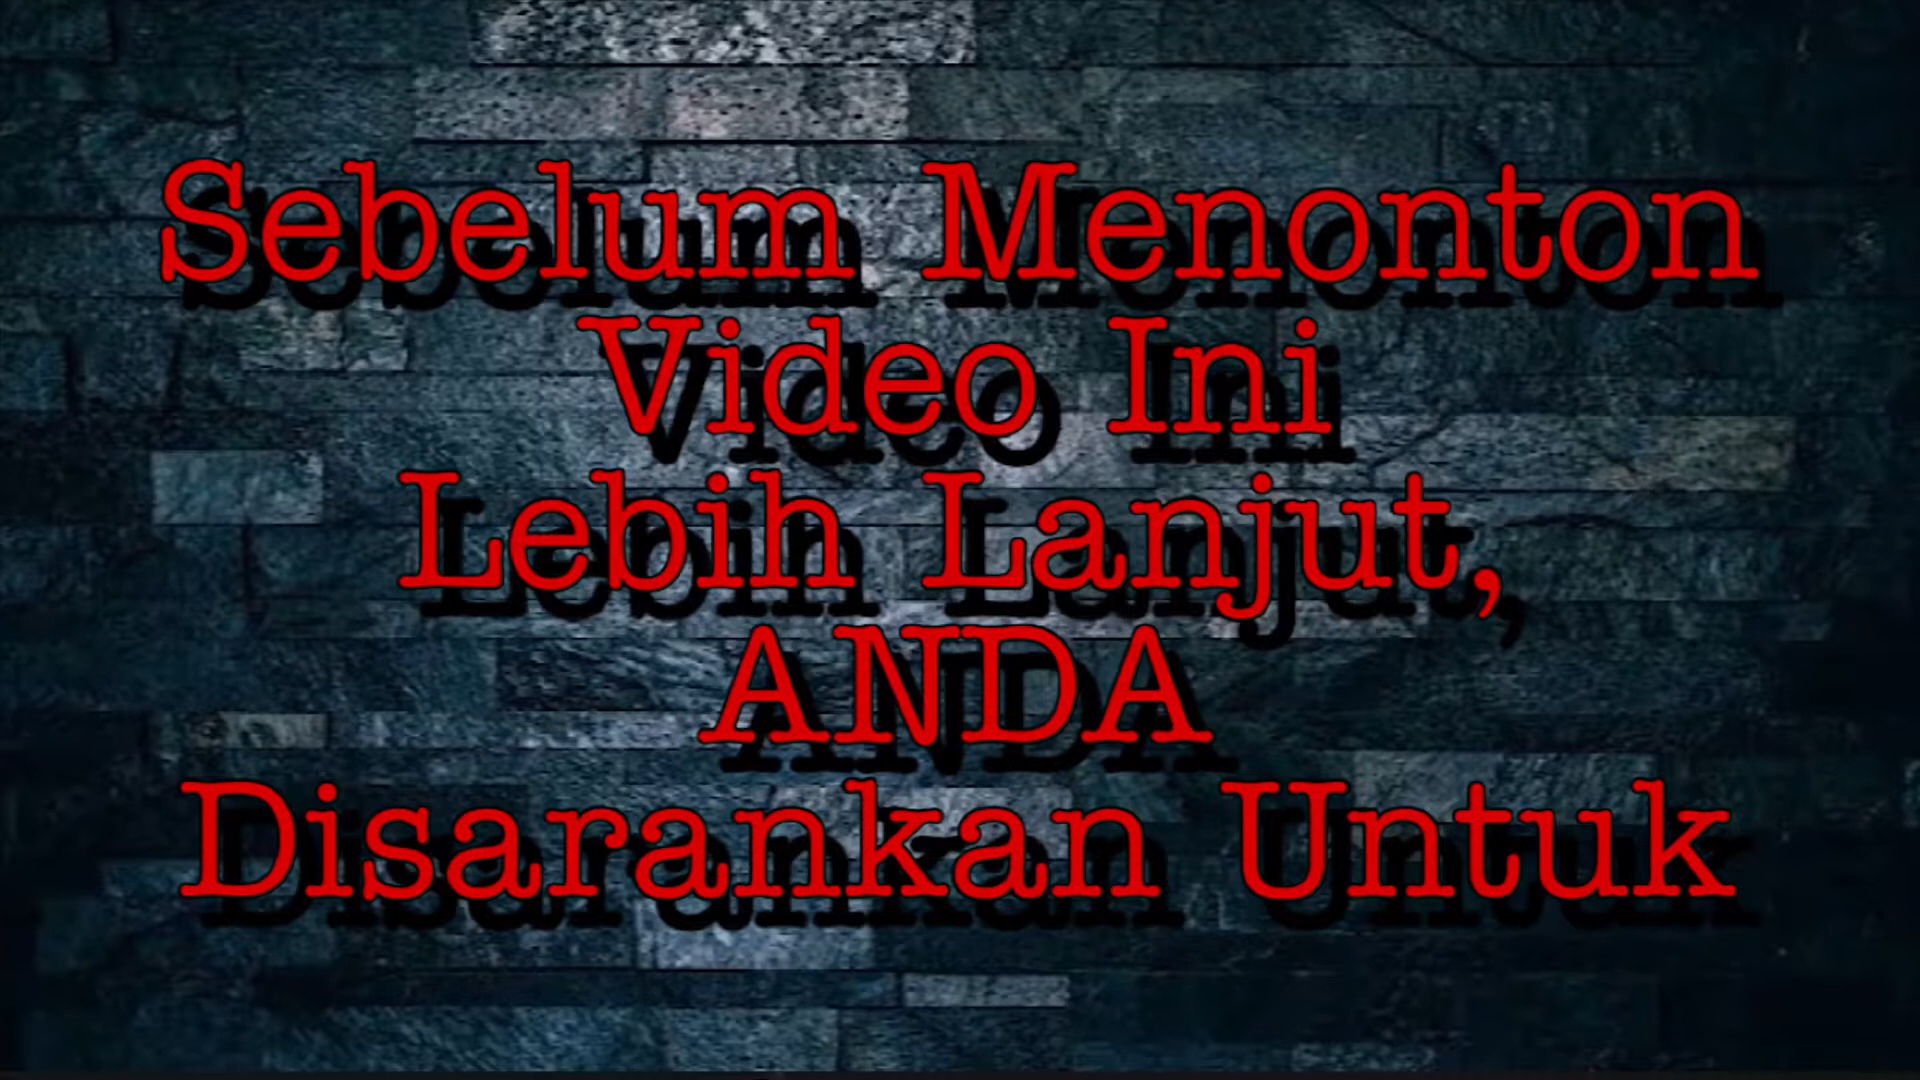 Sebelum Menonton
Video Ini
Lebih Lanjut,
ANDA
Disarankan Untuk